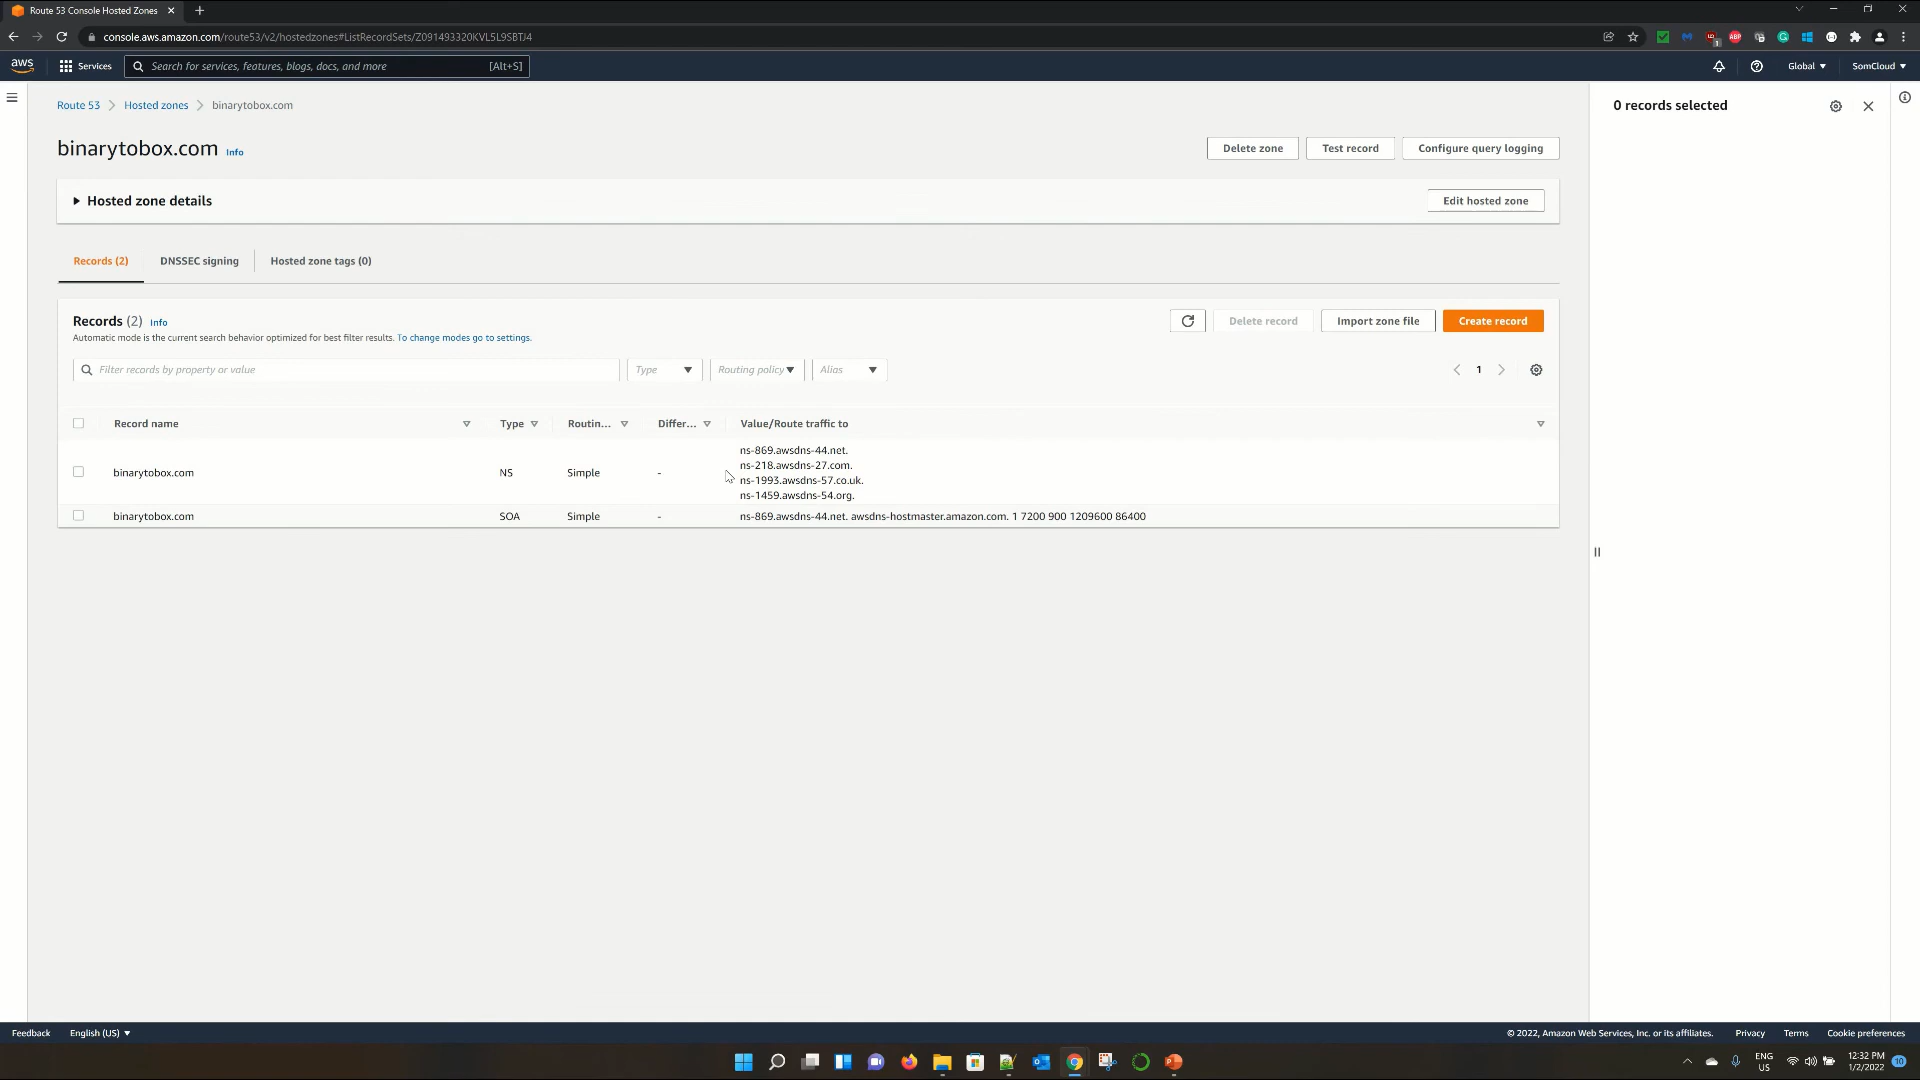 Route 53 Console Hosted Zones
console.aws.amazon.com/route53/v2/hostedzones#ListRecordSets/Z091493320KVL5L9SBTJ4
aws Services Search for services, features, blogs, docs, and more [Alt+S] Global SomCloud
Route 53 Hosted zones binarytobox.com
0 records selected
binarytobox.com Info
Delete zone Test record Configure query logging
Hosted zone details Edit hosted zone
Records (2) DNSSEC signing Hosted zone tags (0)
Records (2) Info
Delete record Import zone file Create record
Automatic mode is the current search behavior optimized for best filter results. To change modes go to settings.
Filter records by property or value Type Routing policy Alias 1
Record name Type Routin... Differ... Value/Route traffic to
ns-869.awsdns-44.net.
ns-218.awsdns-27.com.
binarytobox.com NS Simple -
ns-1993.awsdns-57.co.uk.
ns-1459.awsdns-54.org.
binarytobox.com SOA Simple - ns-869.awsdns-44.net. awsdns-hostmaster.amazon.com. 1 7200 900 1209600 86400
Feedback English (US) © 2022, Amazon Web Services, Inc. or its affiliates. Privacy Terms Cookie preferences
ENG
US
12:32 PM
1/2/2022
10